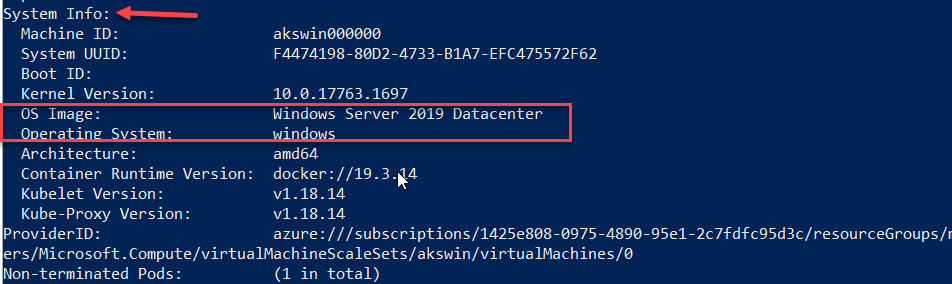 System Info:
Machine ID: akswin000000
System UUID: F4474198-80D2-4733-B1A7-EFC475572F62
Boot ID:
Kernel Version: 10.0.17763.1697
OS Image: Windows Server 2019 Datacenter
Operating System: windows
Architecture: amd64
Container Runtime Version: docker://19.3.14
Kubelet Version: v1.18.14
Kube-Proxy Version: v1.18.14
ProviderID: azure:///subscriptions/1425e808-0975-4890-95e1-2c7fdfc95d3c/resourceGroups/
ers/Microsoft.Compute/virtualMachineScaleSets/akswin/virtualMachines/0
Non-terminated Pods: (1 in total)